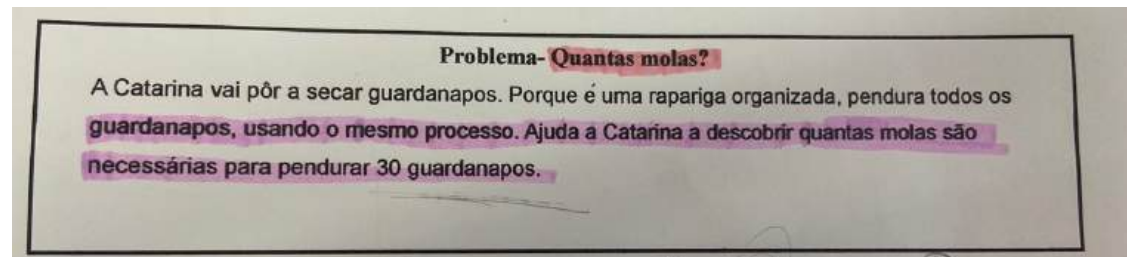 Problema- Quantas molas?
A Catarina vai pôr a secar guardanapos. Porque é uma rapariga organizada, pendura todos os
guardanapos, usando o mesmo processo. Ajuda a Catarina a descobrir quantas molas são
necessárias para pendurar 30 guardanapos.